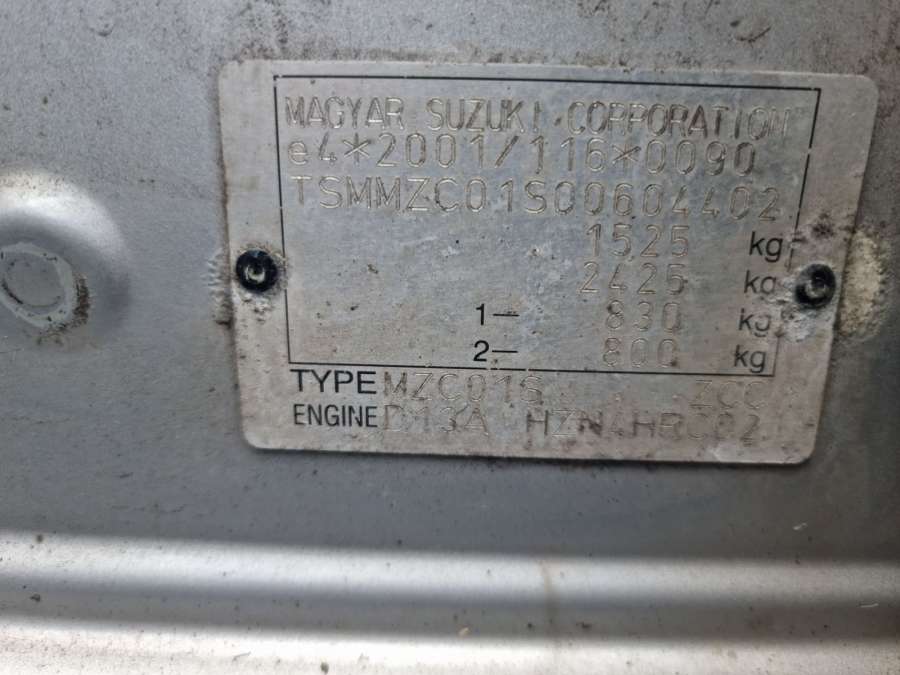 MAGYAR SUZUKI CORPORATION
e4*2001/116*0090
TSMMZC01S00604402
1525 kg
2425 kg
1— 830 kg
2— 800 kg
TYPE MZC01S ZCC
ENGINE D13A